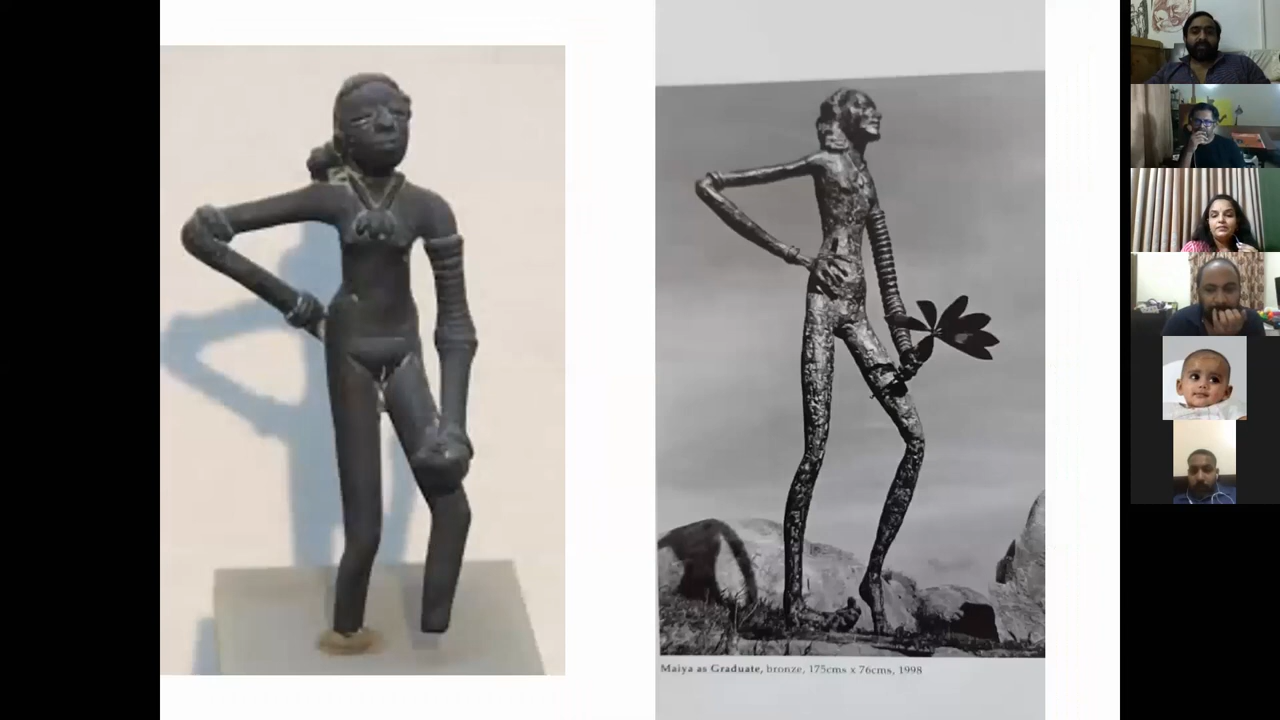 Maiya as Graduate, bronze, 175cms x 76cms, 1998